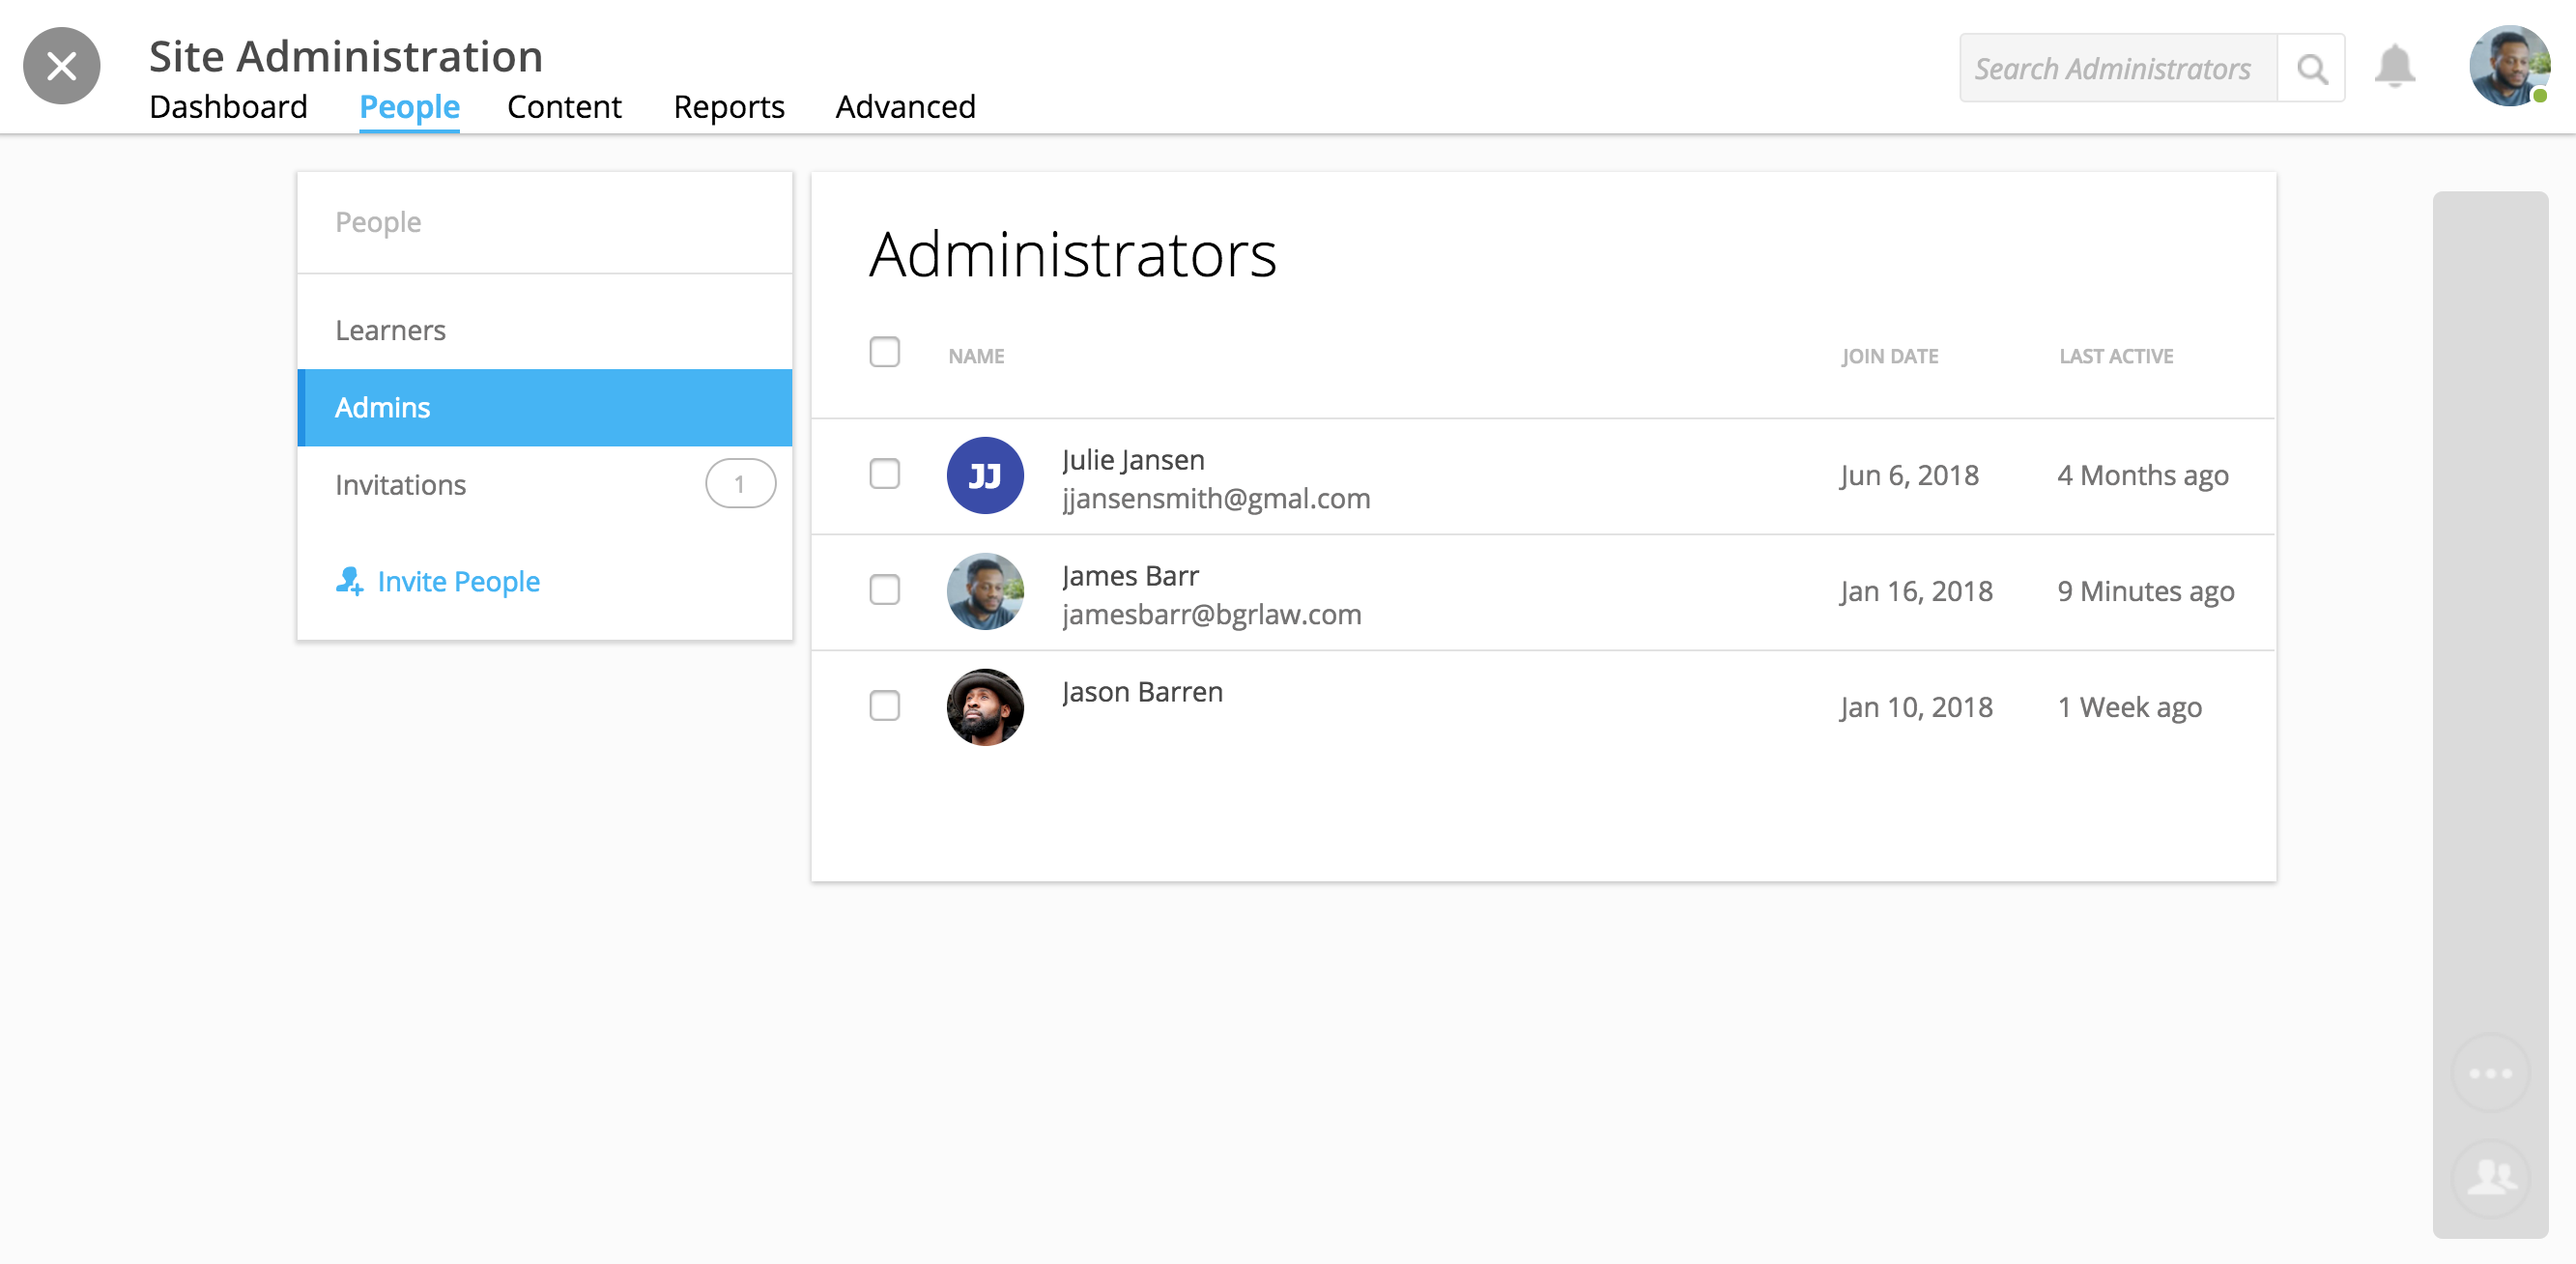 Site Administration
Search Administrators
Dashboard People Content Reports Advanced
People
Learners
Admins
Invitations 1
Invite People
Administrators
NAME JOIN DATE LAST ACTIVE
JJ Julie Jansen
jjansensmith@gmal.com
Jun 6, 2018 4 Months ago
James Barr
jamesbarr@bgrlaw.com
Jan 16, 2018 9 Minutes ago
Jason Barren
Jan 10, 2018 1 Week ago